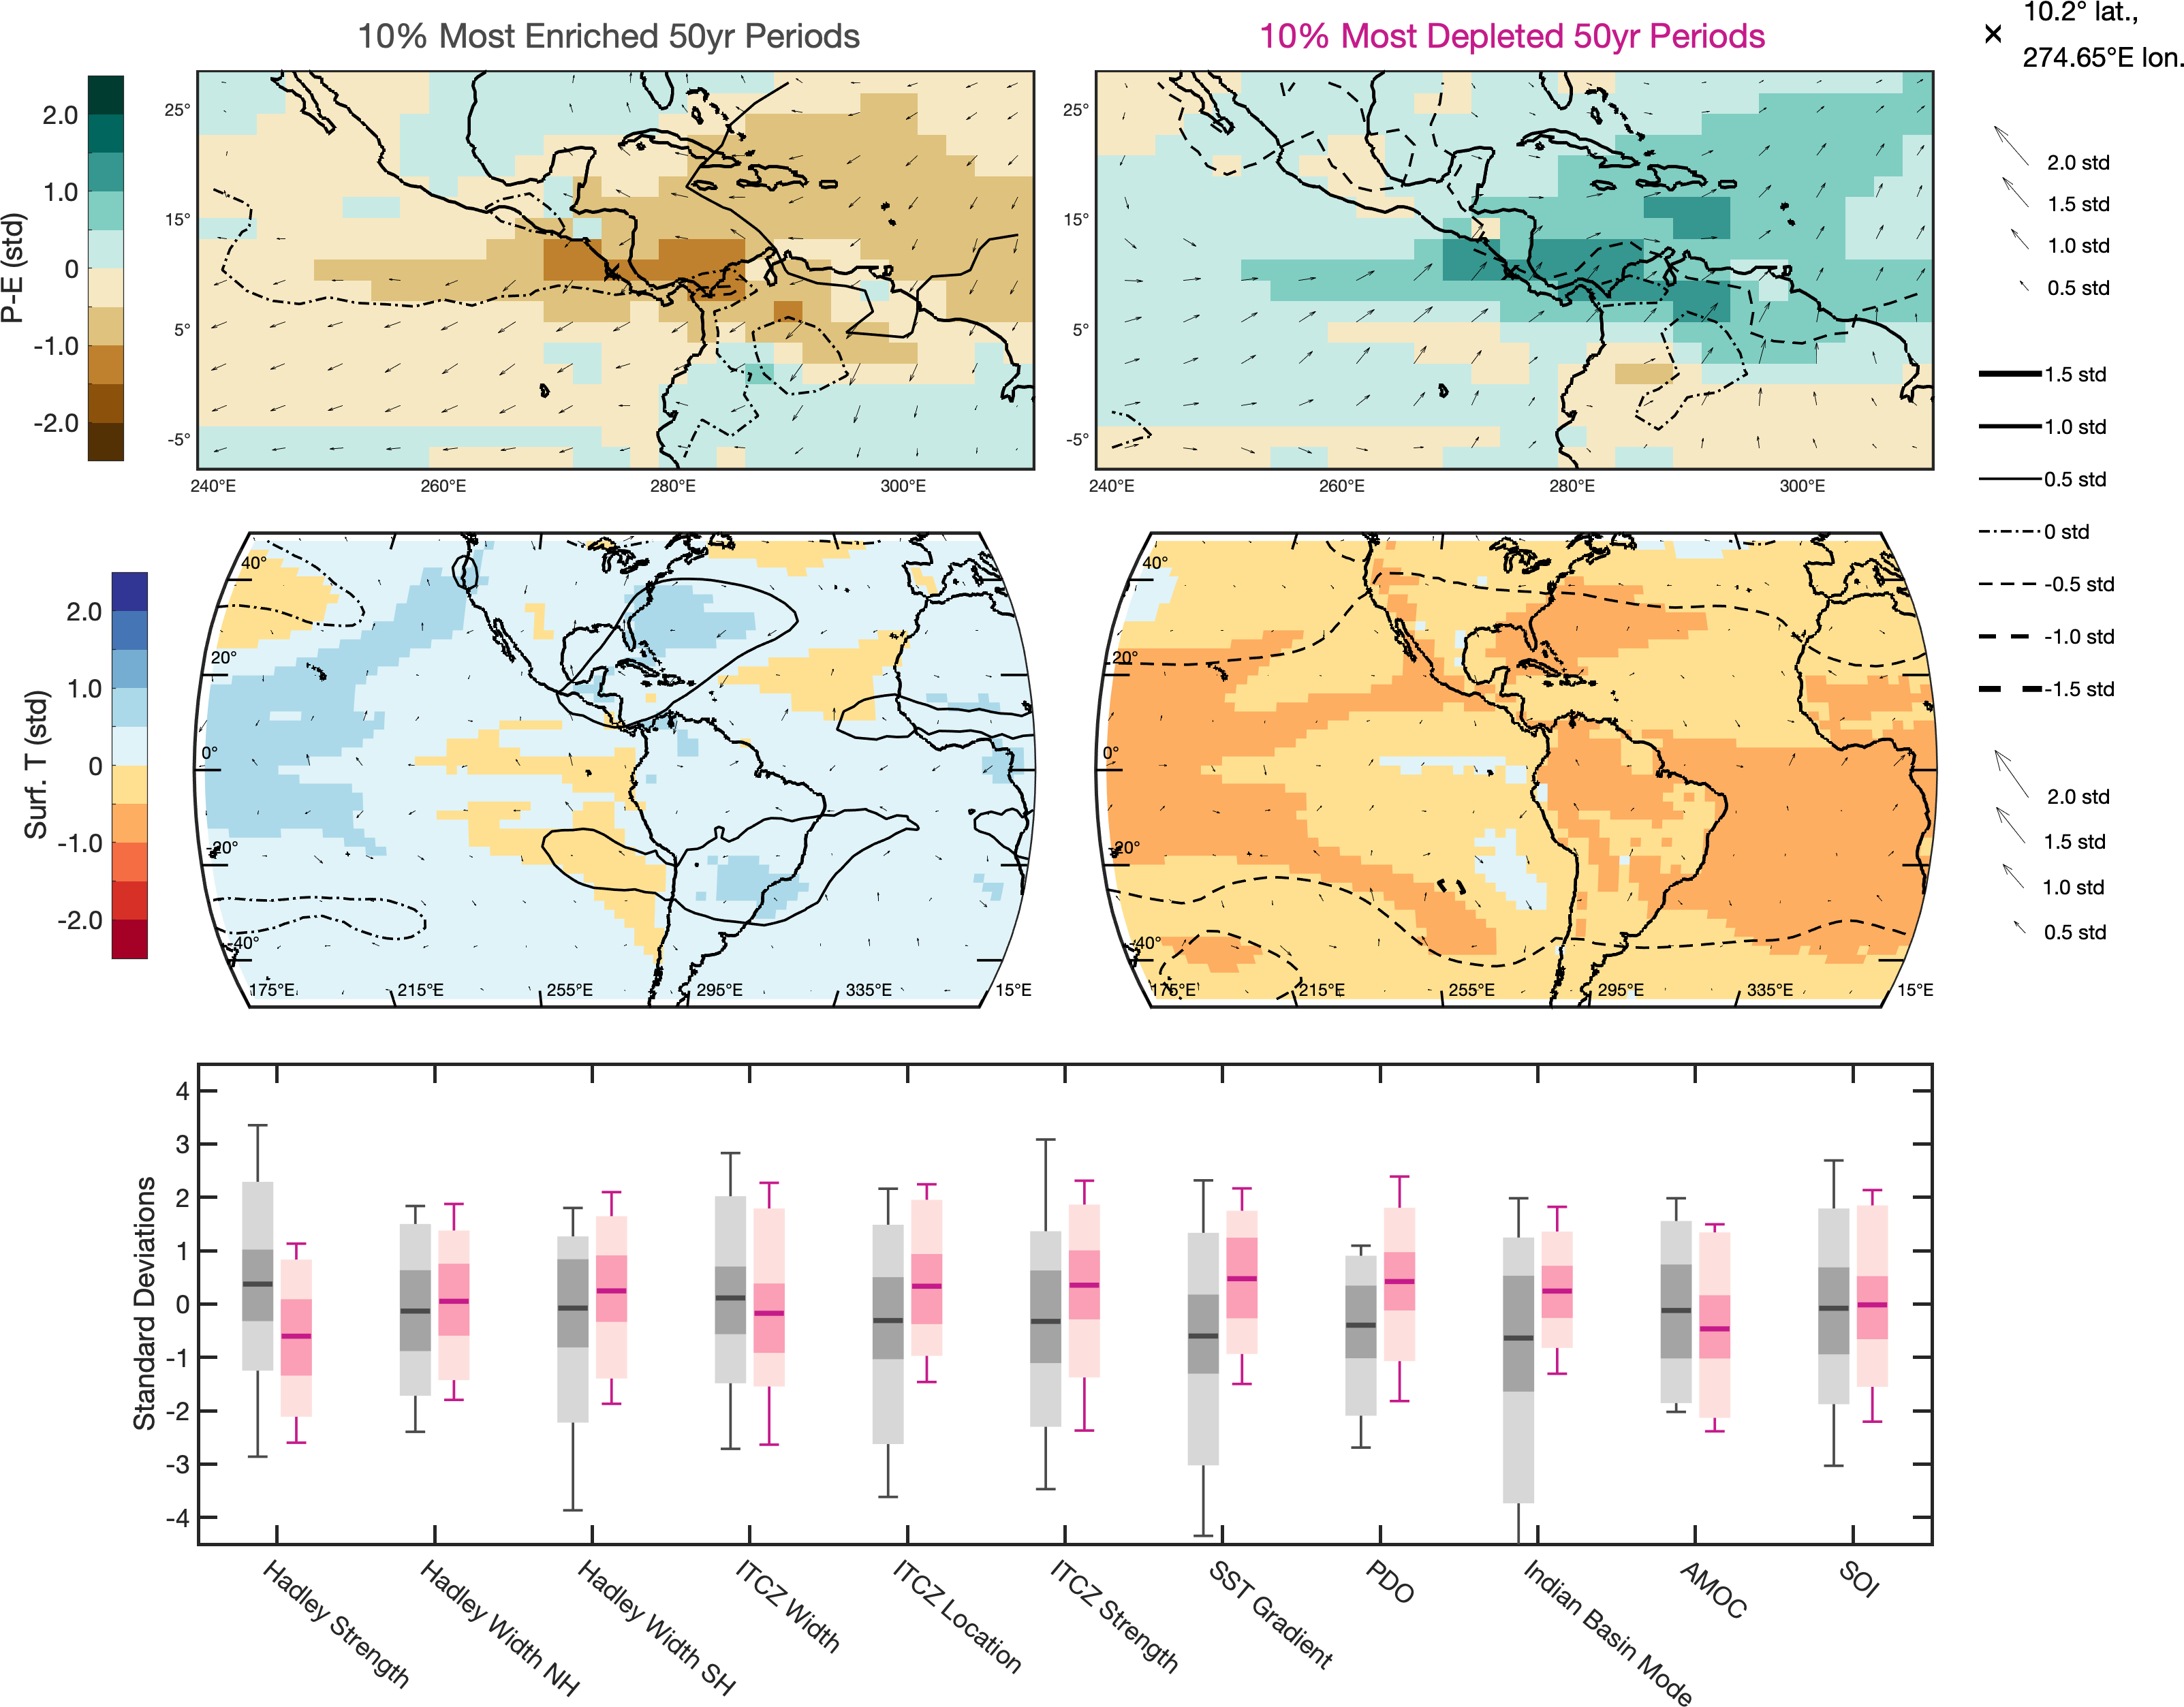 10% Most Enriched 50yr Periods
10% Most Depleted 50yr Periods
10.2° lat.,
274.65°E lon.
P-E (std)
2.0
1.0
0
-1.0
-2.0
25°
15°
5°
-5°
240°E
260°E
280°E
300°E
25°
15°
5°
-5°
240°E
260°E
280°E
300°E
2.0 std
1.5 std
1.0 std
0.5 std
1.5 std
1.0 std
0.5 std
0 std
-0.5 std
-1.0 std
-1.5 std
Surf. T (std)
2.0
1.0
0
-1.0
-2.0
40°
20°
0°
-20°
-40°
175°E
215°E
255°E
295°E
335°E
15°E
40°
20°
0°
-20°
-40°
175°E
215°E
255°E
295°E
335°E
15°E
2.0 std
1.5 std
1.0 std
0.5 std
Standard Deviations
4
3
2
1
0
-1
-2
-3
-4
Hadley Strength
Hadley Width NH
Hadley Width SH
ITCZ Width
ITCZ Location
ITCZ Strength
SST Gradient
PDO
Indian Basin Mode
AMOC
SOI